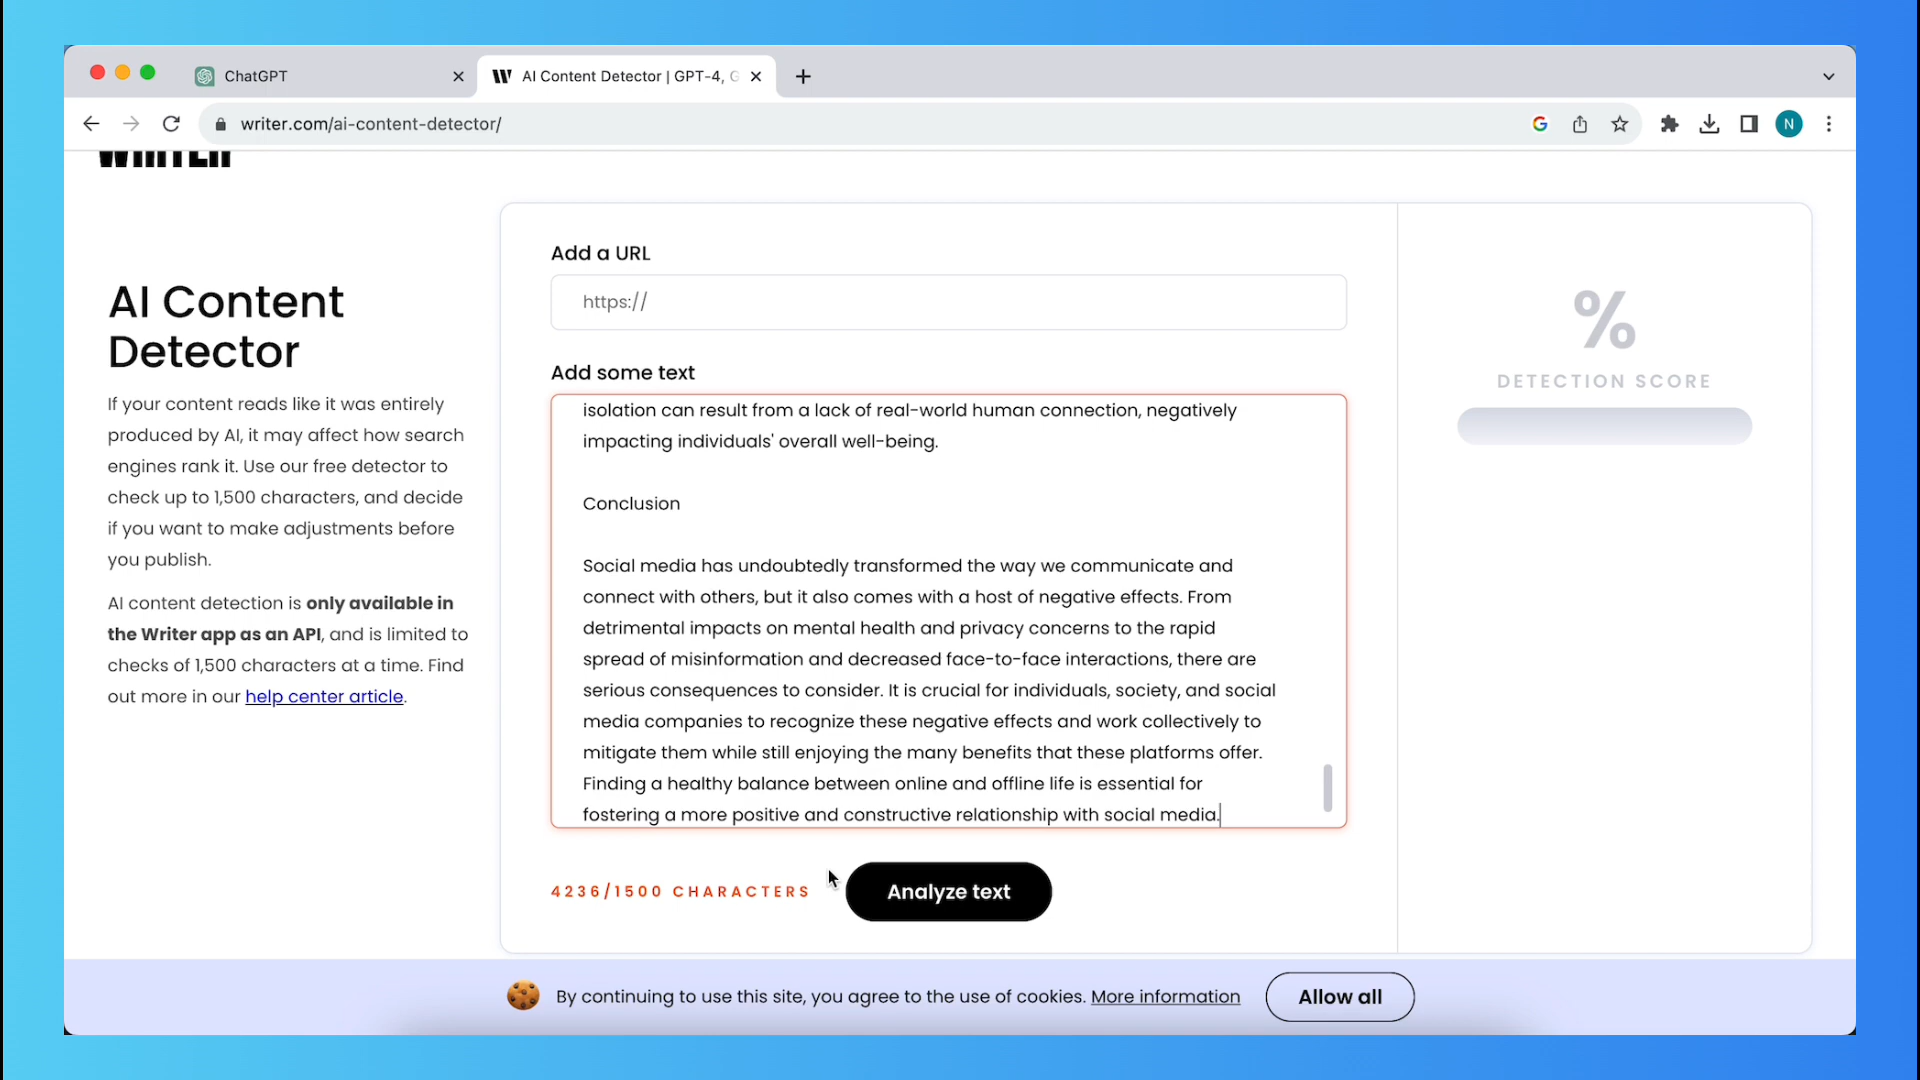 ChatGPT
AI Content Detector | GPT-4, G
writer.com/ai-content-detector/
N
WRITER
AI Content
Detector
If your content reads like it was entirely
produced by AI, it may affect how search
engines rank it. Use our free detector to
check up to 1,500 characters, and decide
if you want to make adjustments before
you publish.
AI content detection is only available in
the Writer app as an API, and is limited to
checks of 1,500 characters at a time. Find
out more in our help center article.
Add a URL
https://
Add some text
isolation can result from a lack of real-world human connection, negatively
impacting individuals' overall well-being.
Conclusion
Social media has undoubtedly transformed the way we communicate and
connect with others, but it also comes with a host of negative effects. From
detrimental impacts on mental health and privacy concerns to the rapid
spread of misinformation and decreased face-to-face interactions, there are
serious consequences to consider. It is crucial for individuals, society, and social
media companies to recognize these negative effects and work collectively to
mitigate them while still enjoying the many benefits that these platforms offer.
Finding a healthy balance between online and offline life is essential for
fostering a more positive and constructive relationship with social media.
4236/1500 CHARACTERS
Analyze text
%
DETECTION SCORE
By continuing to use this site, you agree to the use of cookies. More information
Allow all